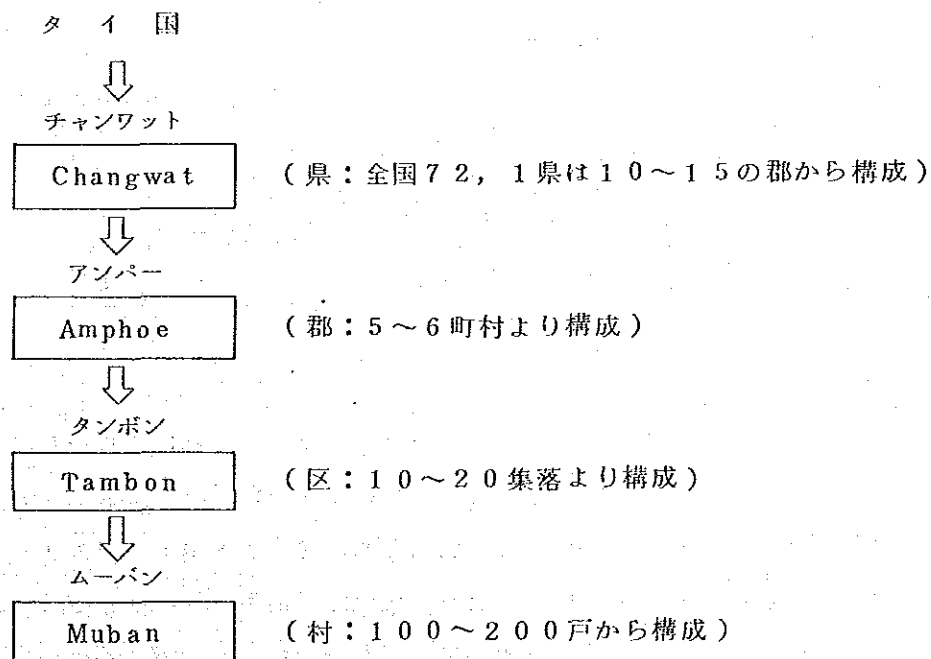 タイ国
チャンワット
Changwat （県：全国７２，１県は１０～１５の郡から構成）
アンパー
Amphoe （郡：５～６町村より構成）
タンボン
Tambon （区：１０～２０集落より構成）
ムーバン
Muban （村：１００～２００戸から構成）